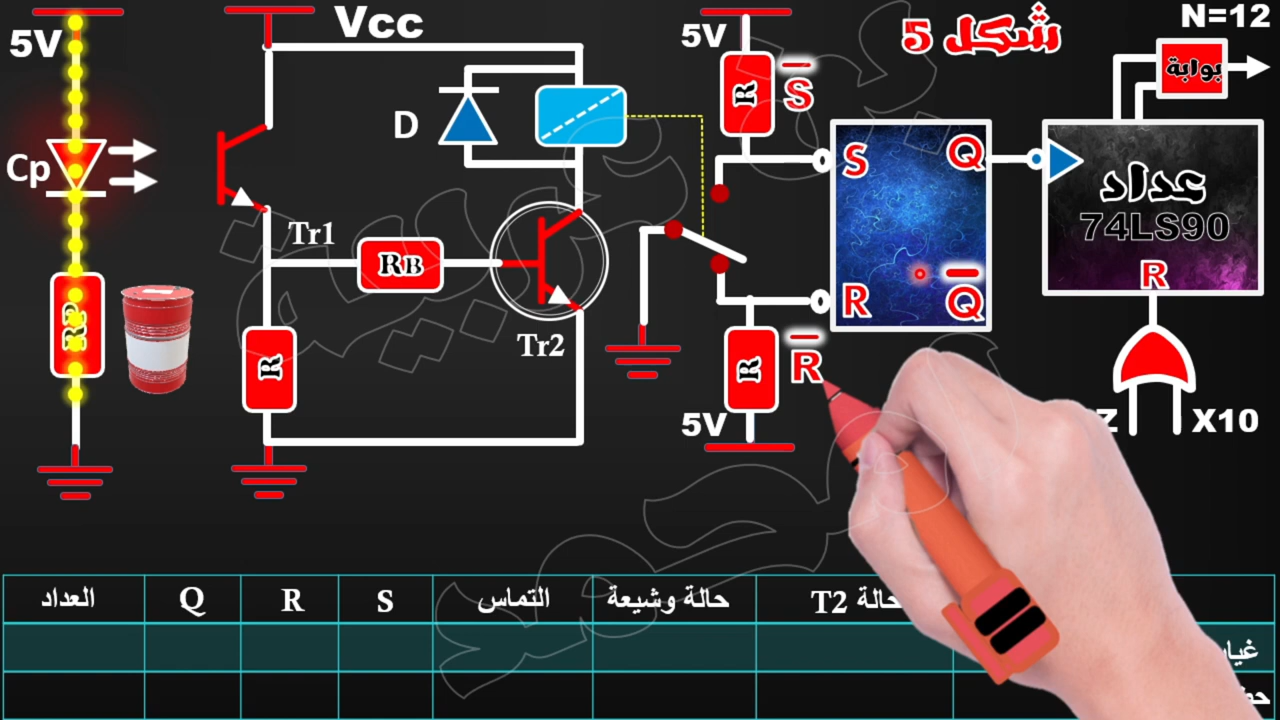 5V
Cp
RP
Vcc
D
Tr1
RB
R
Tr2
5V
R
S
R
R
5V
S
Q
R
Q
شكل 5
N=12
بوابة
عداد
74LS90
R
Z
X10
حالة T2
حالة وشيعة
التماس
S
R
Q
العداد